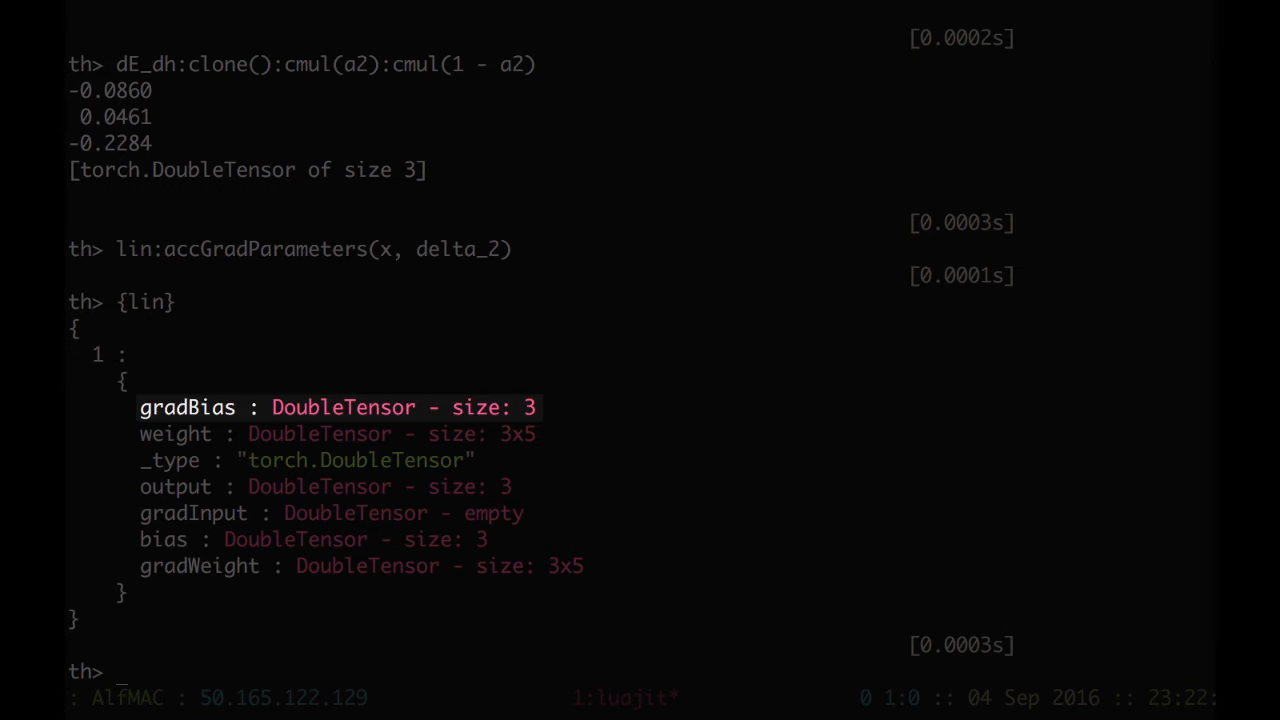 [0.0002s]
th> dE_dh:clone():cmul(a2):cmul(1 - a2)
-0.0860
0.0461
-0.2284
[torch.DoubleTensor of size 3]
[0.0003s]
th> lin:accGradParameters(x, delta_2)
[0.0001s]
th> {lin}
{
1 :
{
gradBias : DoubleTensor - size: 3
weight : DoubleTensor - size: 3x5
_type : "torch.DoubleTensor"
output : DoubleTensor - size: 3
gradInput : DoubleTensor - empty
bias : DoubleTensor - size: 3
gradWeight : DoubleTensor - size: 3x5
}
}
[0.0003s]
th> _
: AlfMAC : 50.165.122.129 1:luajit* 0 1:0 :: 04 Sep 2016 :: 23:22: